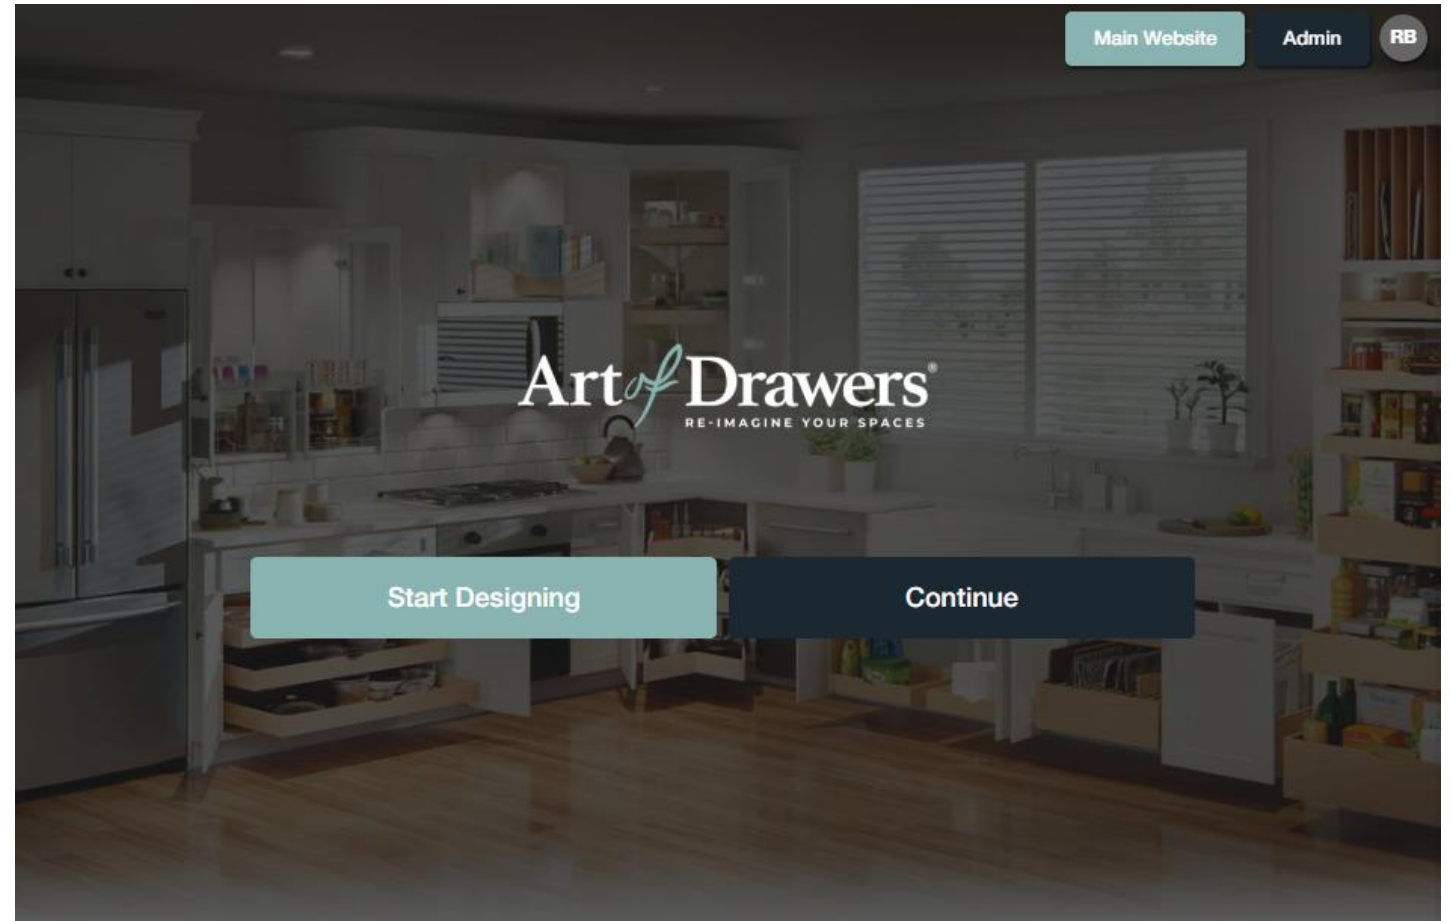 Main Website Admin RB
Art of Drawers®
RE-IMAGINE YOUR SPACES
Start Designing Continue